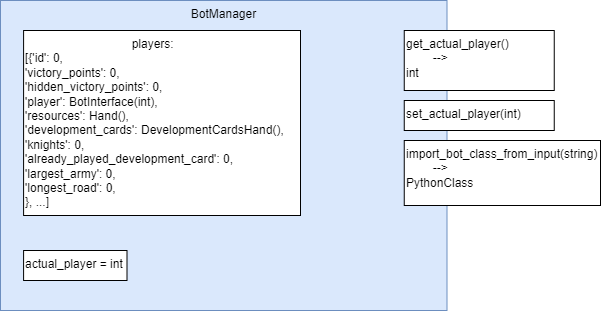 BotManager
players:
[{'id': 0,
'victory_points': 0,
'hidden_victory_points': 0,
'player': BotInterface(int),
'resources': Hand(),
'development_cards': DevelopmentCardsHand(),
'knights': 0,
'already_played_development_card': 0,
'largest_army': 0,
'longest_road': 0,
}, ...]
actual_player = int
get_actual_player()
-->
int
set_actual_player(int)
import_bot_class_from_input(string)
-->
PythonClass